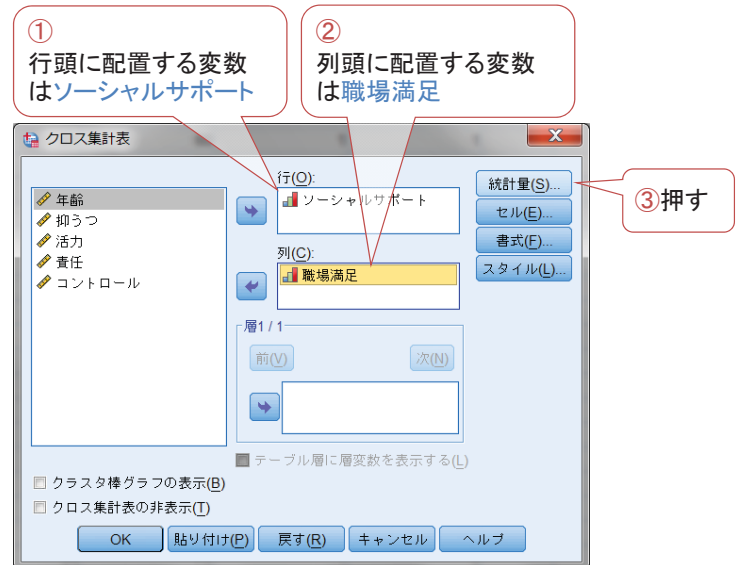 ①
行頭に配置する変数
はソーシャルサポート
②
列頭に配置する変数
は職場満足
クロス集計表
X
行(O):
統計量(S)...
③押す
年齢
ソーシャルサポート
抑うつ
セル(E)...
活力
書式(F)...
責任
列(C):
スタイル(L)...
コントロール
職場満足
層1 / 1
前(V)
次(N)
テーブル層に層変数を表示する(L)
クラスタ棒グラフの表示(B)
クロス集計表の非表示(T)
OK
貼り付け(P)
戻す(R)
キャンセル
ヘルプ